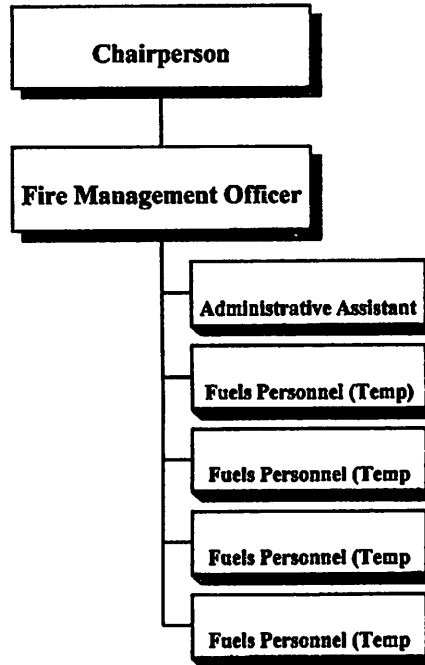 Chairperson
Fire Management Officer
Administrative Assistant
Fuels Personnel (Temp)
Fuels Personnel (Temp
Fuels Personnel (Temp
Fuels Personnel (Temp